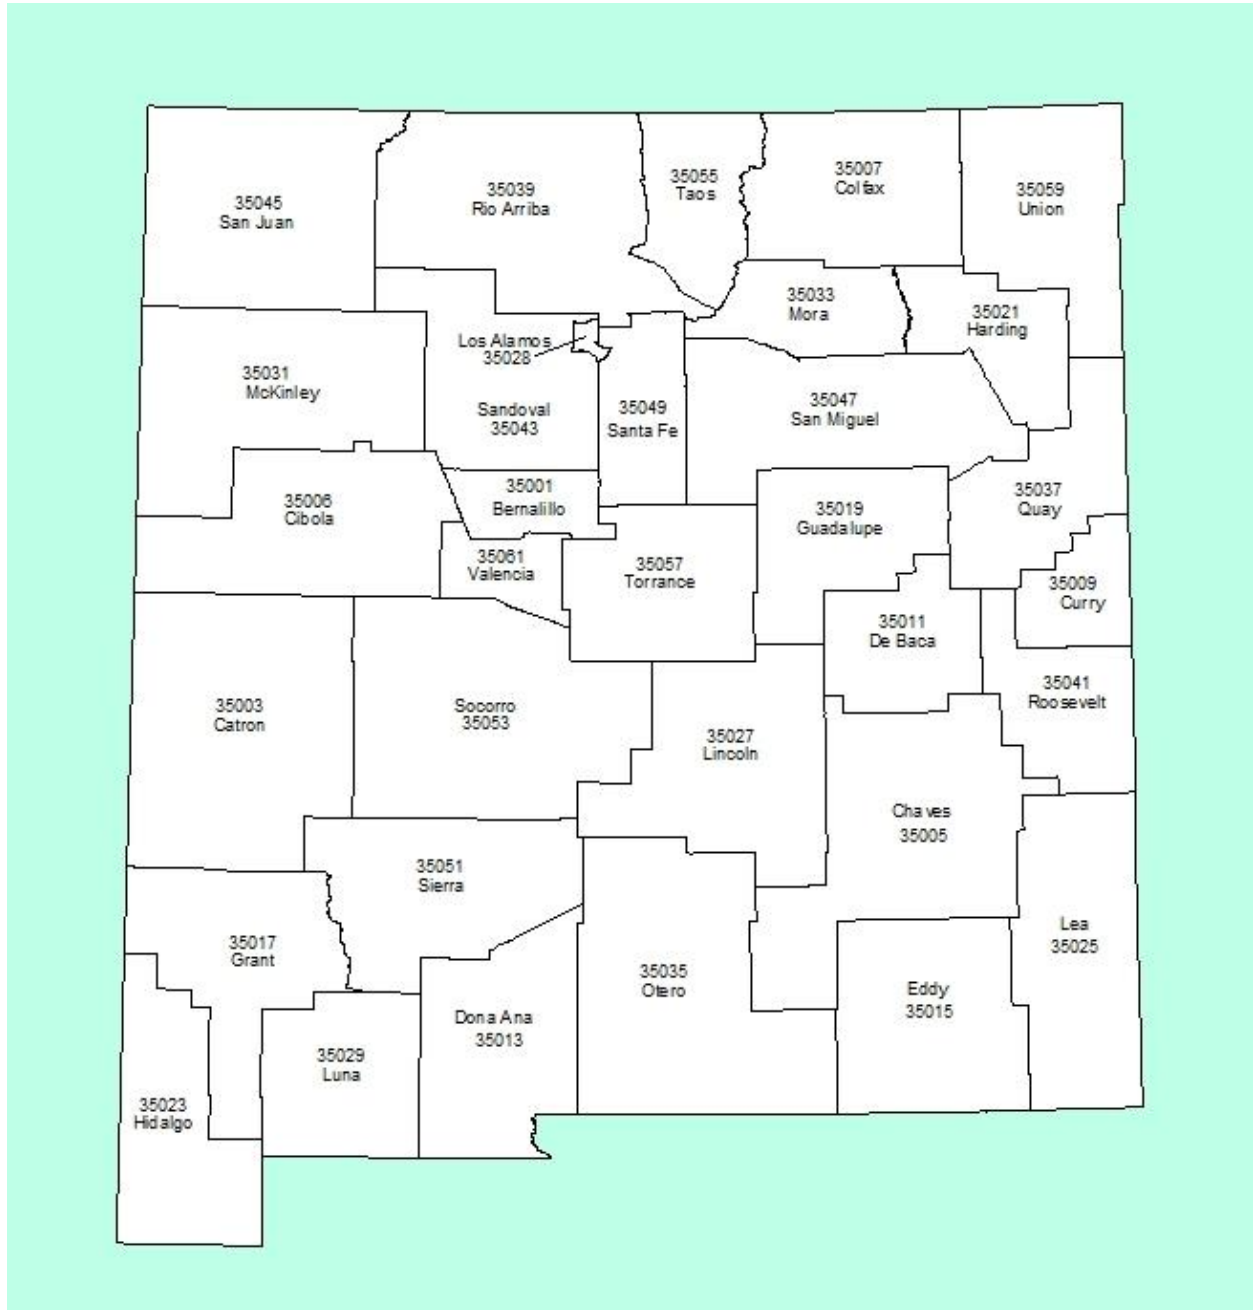 35045
San Juan
35039
Rio Arriba
35055
Taos
35007
Colfax
35059
Union
35033
Mora
35021
Harding
Los Alamos
35028
35031
McKinley
Sandoval
35043
35049
Santa Fe
35047
San Miguel
35006
Cibola
35001
Bernalillo
35019
Guadalupe
35037
Quay
35061
Valencia
35057
Torrance
35009
Curry
35011
De Baca
35003
Catron
Socorro
35053
35027
Lincoln
35041
Roosevelt
Chaves
35005
35051
Sierra
35017
Grant
35035
Otero
Lea
35025
Eddy
35015
Dona Ana
35013
35029
Luna
35023
Hidalgo